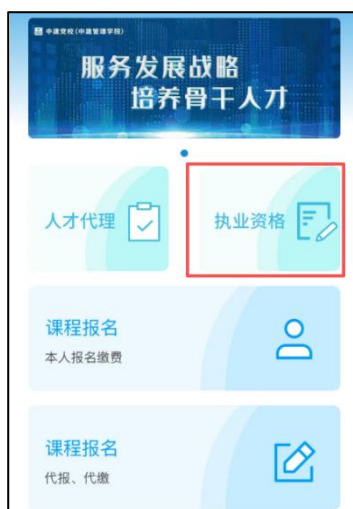 中建党校(中建管理学院)
服务发展战略
培养骨干人才
人才代理
执业资格
课程报名
本人报名缴费
课程报名
代报、代缴